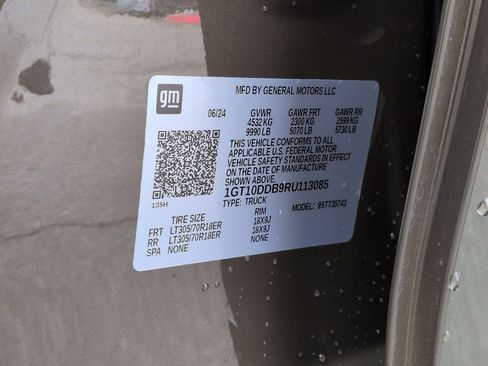 gm
MFD BY GENERAL MOTORS LLC
06/24 GVWR GAWR FRT GAWR RR
4532 KG 2300 KG 2599 KG
9990 LB 5070 LB 5730 LB
THIS VEHICLE CONFORMS TO ALL
APPLICABLE U.S. FEDERAL MOTOR
VEHICLE SAFETY STANDARDS IN EFFECT
ON THE DATE OF MANUFACTURE
SHOWN ABOVE.
1GT10DDB9RU113085
TYPE: TRUCK MODEL: 95TT35743
135H
TIRE SIZE RIM
FRT LT305/70R18ER 18X9J
RR LT305/70R18ER 18X9J
SPA NONE NONE